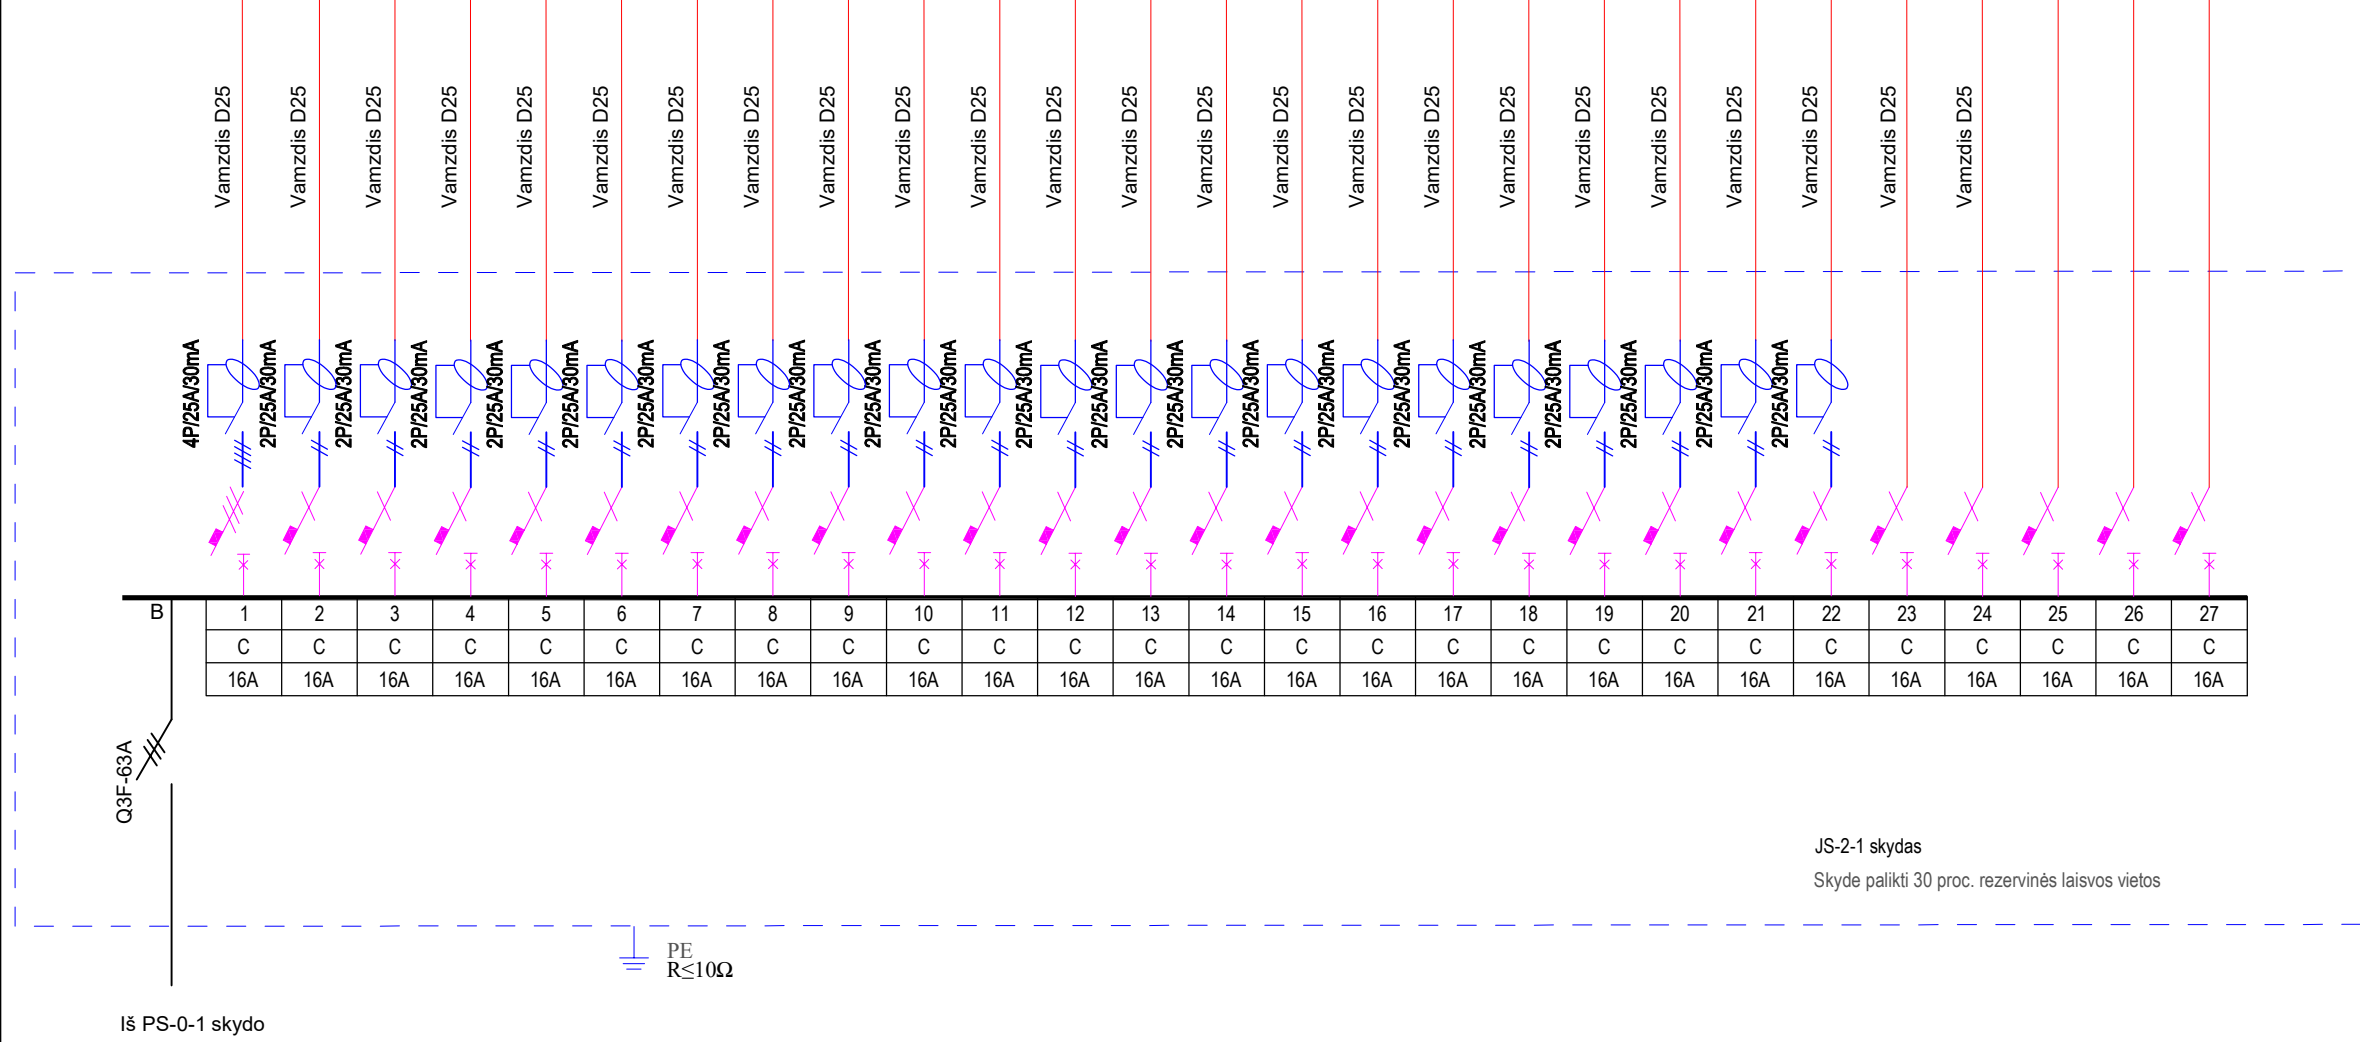 Vamzdis D25 Vamzdis D25 Vamzdis D25 Vamzdis D25 Vamzdis D25 Vamzdis D25 Vamzdis D25 Vamzdis D25 Vamzdis D25 Vamzdis D25 Vamzdis D25 Vamzdis D25 Vamzdis D25 Vamzdis D25 Vamzdis D25 Vamzdis D25 Vamzdis D25 Vamzdis D25 Vamzdis D25 Vamzdis D25 Vamzdis D25 Vamzdis D25 Vamzdis D25 Vamzdis D25
4P/25A/30mA 2P/25A/30mA 2P/25A/30mA 2P/25A/30mA 2P/25A/30mA 2P/25A/30mA 2P/25A/30mA 2P/25A/30mA 2P/25A/30mA 2P/25A/30mA 2P/25A/30mA 2P/25A/30mA 2P/25A/30mA 2P/25A/30mA 2P/25A/30mA 2P/25A/30mA 2P/25A/30mA 2P/25A/30mA 2P/25A/30mA 2P/25A/30mA 2P/25A/30mA 2P/25A/30mA
B 1 2 3 4 5 6 7 8 9 10 11 12 13 14 15 16 17 18 19 20 21 22 23 24 25 26 27
C C C C C C C C C C C C C C C C C C C C C C C C C C C
16A 16A 16A 16A 16A 16A 16A 16A 16A 16A 16A 16A 16A 16A 16A 16A 16A 16A 16A 16A 16A 16A 16A 16A 16A 16A 16A
Q3F-63A
JS-2-1 skydas
Skyde palikti 30 proc. rezervinės laisvos vietos
PE
R≤10Ω
Iš PS-0-1 skydo